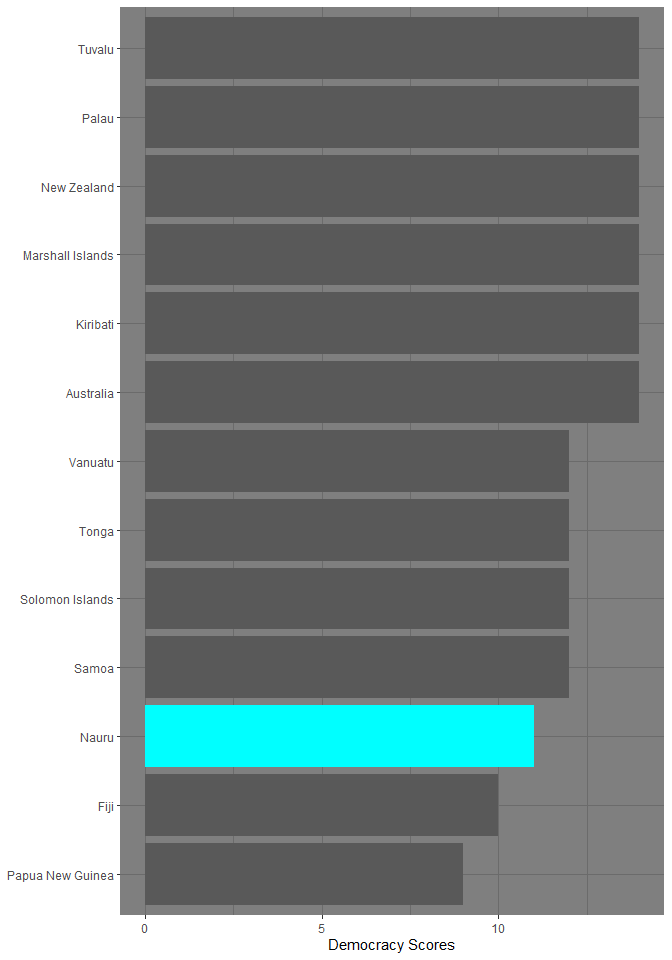 Tuvalu
Palau
New Zealand
Marshall Islands
Kiribati
Australia
Vanuatu
Tonga
Solomon Islands
Samoa
Nauru
Fiji
Papua New Guinea
0 5 10
Democracy Scores